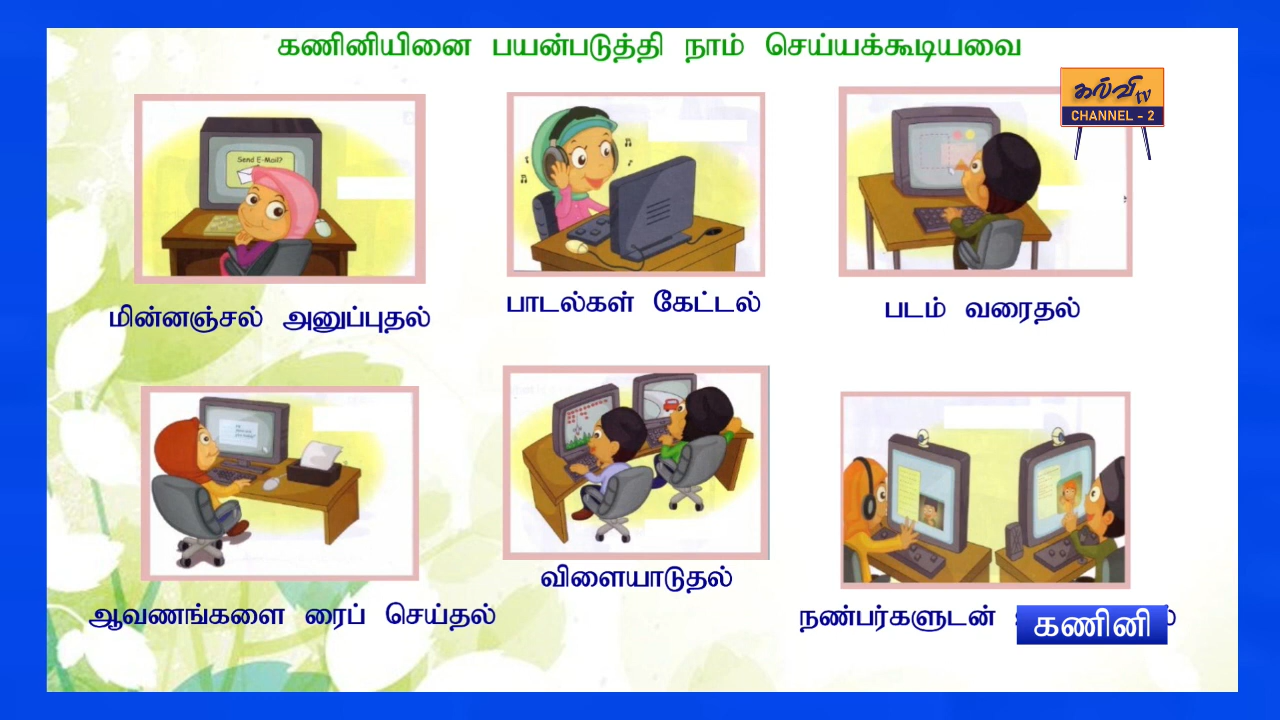 கணினியினை பயன்படுத்தி நாம் செய்யக்கூடியவை
கல்வி tv
CHANNEL - 2
Send E-Mail?
மின்னஞ்சல் அனுப்புதல்
பாடல்கள் கேட்டல்
படம் வரைதல்
ஆவணங்களை ரைப் செய்தல்
விளையாடுதல்
நண்பர்களுடன்
கணினி